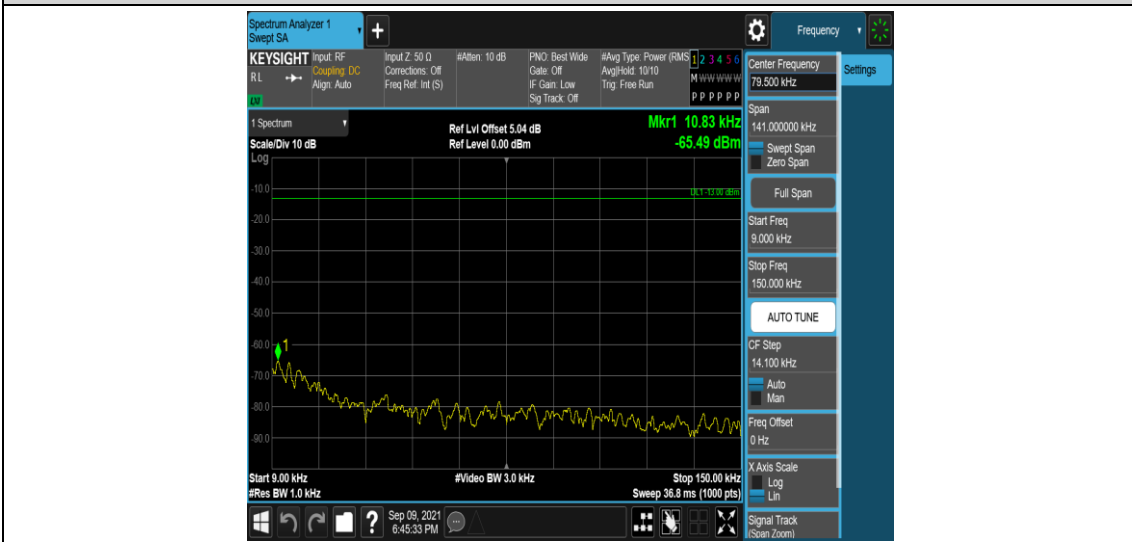 Spectrum Analyzer 1
Swept SA
+
Frequency
KEYSIGHT
RL
LXI
Input: RF
Coupling: DC
Align: Auto
Input Z: 50 Ω
Corrections: Off
Freq Ref: Int (S)
#Atten: 10 dB
PNO: Best Wide
Gate: Off
IF Gain: Low
Sig Track: Off
#Avg Type: Power (RMS
Avg|Hold: 10/10
Trig: Free Run
1 2 3 4 5 6
M W W W W W
P P P P P P
1 Spectrum
Scale/Div 10 dB
Log
Ref Lvl Offset 5.04 dB
Ref Level 0.00 dBm
Mkr1 10.83 kHz
-65.49 dBm
DL1 -13.00 dBm
-10.0
-20.0
-30.0
-40.0
-50.0
-60.0
1
-70.0
-80.0
-90.0
Start 9.00 kHz
#Video BW 3.0 kHz
Stop 150.00 kHz
#Res BW 1.0 kHz
Sweep 36.8 ms (1000 pts)
?
Sep 09, 2021
6:45:33 PM
Center Frequency
79.500 kHz
Settings
Span
141.000000 kHz
Swept Span
Zero Span
Full Span
Start Freq
9.000 kHz
Stop Freq
150.000 kHz
AUTO TUNE
CF Step
14.100 kHz
Auto
Man
Freq Offset
0 Hz
X Axis Scale
Log
Lin
Signal Track
(Span Zoom)